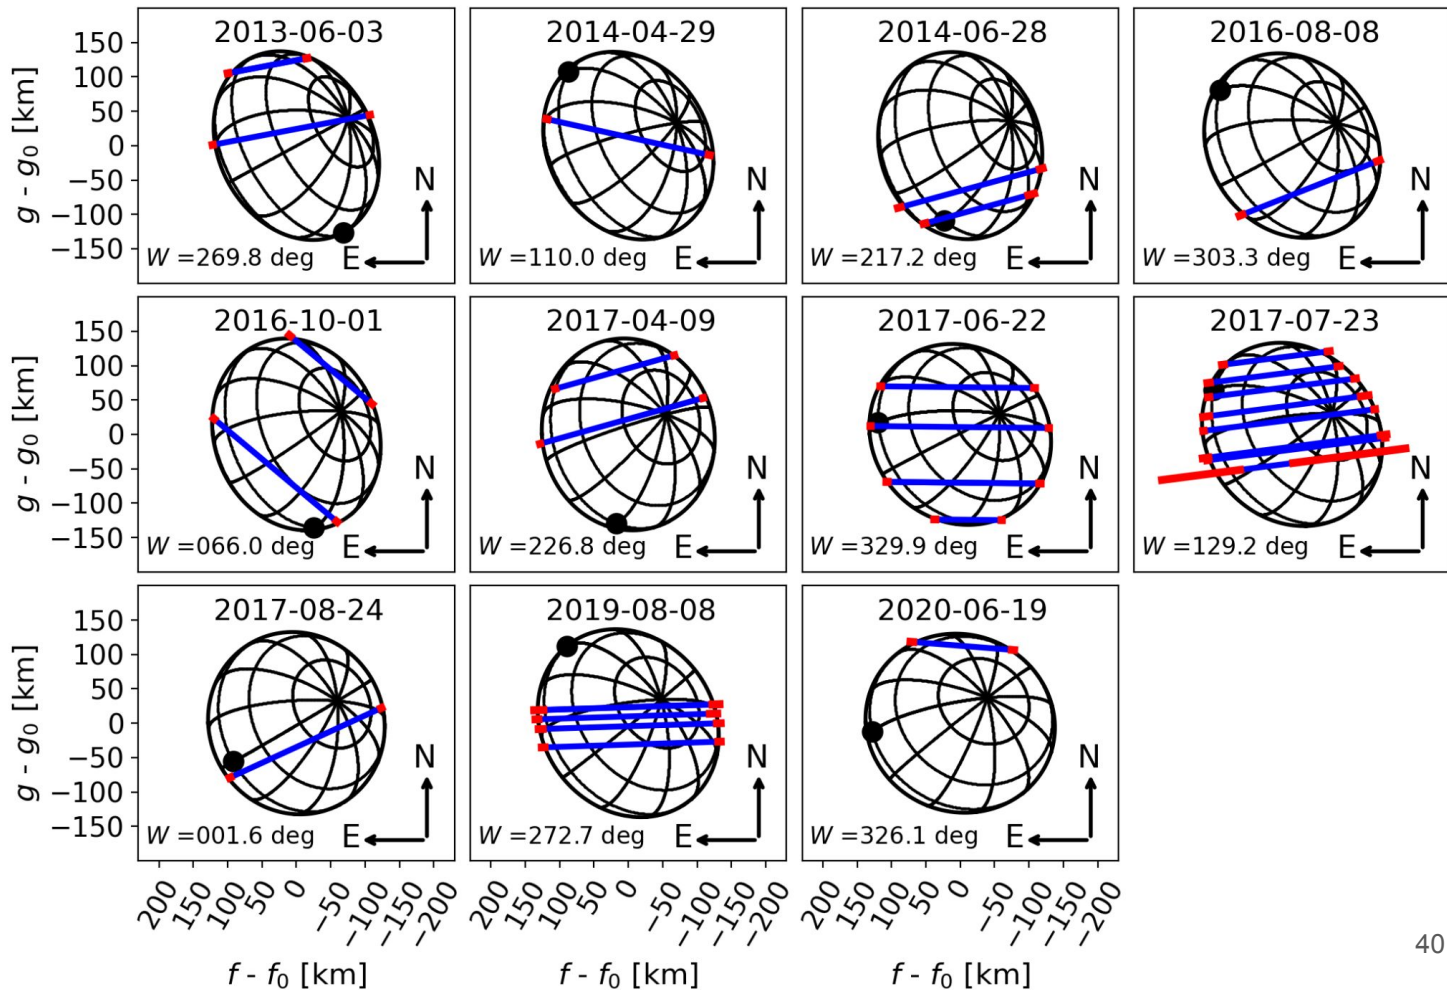 2013-06-03
2014-04-29
2014-06-28
2016-08-08
150
100
50
0
−50
−100
−150
g - g₀ [km]
N
E
W =269.8 deg
N
E
W =110.0 deg
N
E
W =217.2 deg
N
E
W =303.3 deg
2016-10-01
2017-04-09
2017-06-22
2017-07-23
150
100
50
0
−50
−100
−150
g - g₀ [km]
N
E
W =066.0 deg
N
E
W =226.8 deg
N
E
W =329.9 deg
N
E
W =129.2 deg
2017-08-24
2019-08-08
2020-06-19
150
100
50
0
−50
−100
−150
g - g₀ [km]
N
E
W =001.6 deg
N
E
W =272.7 deg
N
E
W =326.1 deg
200
150
100
50
0
−50
−100
−150
−200
200
150
100
50
0
−50
−100
−150
−200
200
150
100
50
0
−50
−100
−150
−200
f - f₀ [km]
f - f₀ [km]
f - f₀ [km]
40